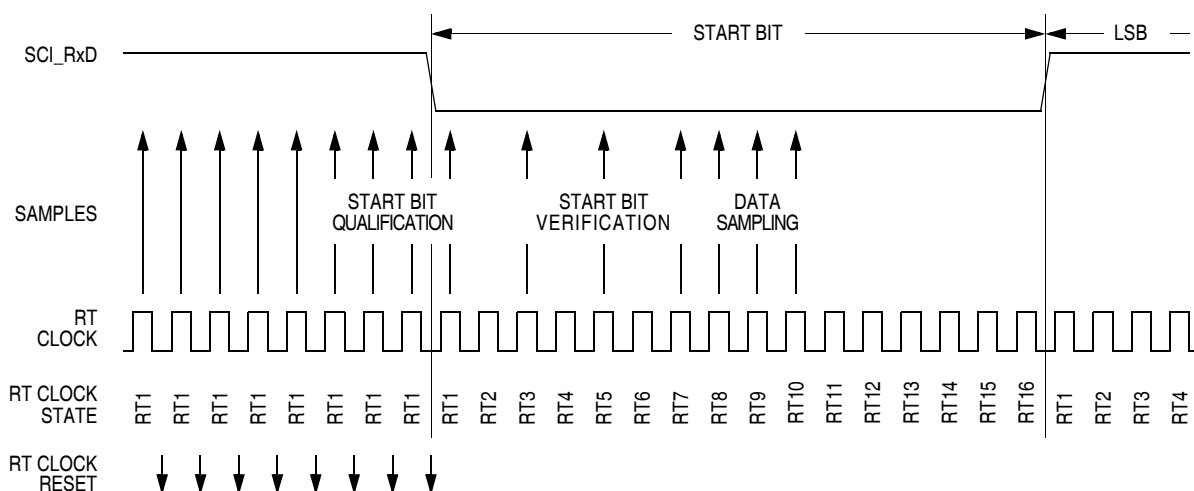 START BIT
LSB
SCI_RxD
SAMPLES
START BIT
QUALIFICATION
START BIT
VERIFICATION
DATA
SAMPLING
RT
CLOCK
RT CLOCK
STATE
RT1 RT1 RT1 RT1 RT1 RT1 RT1 RT1 RT1 RT2 RT3 RT4 RT5 RT6 RT7 RT8 RT9 RT10 RT11 RT12 RT13 RT14 RT15 RT16 RT1 RT2 RT3 RT4
RT CLOCK
RESET